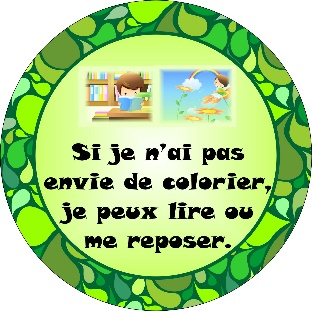 Si je n'ai pas
envie de colorier,
je peux lire ou
me reposer.